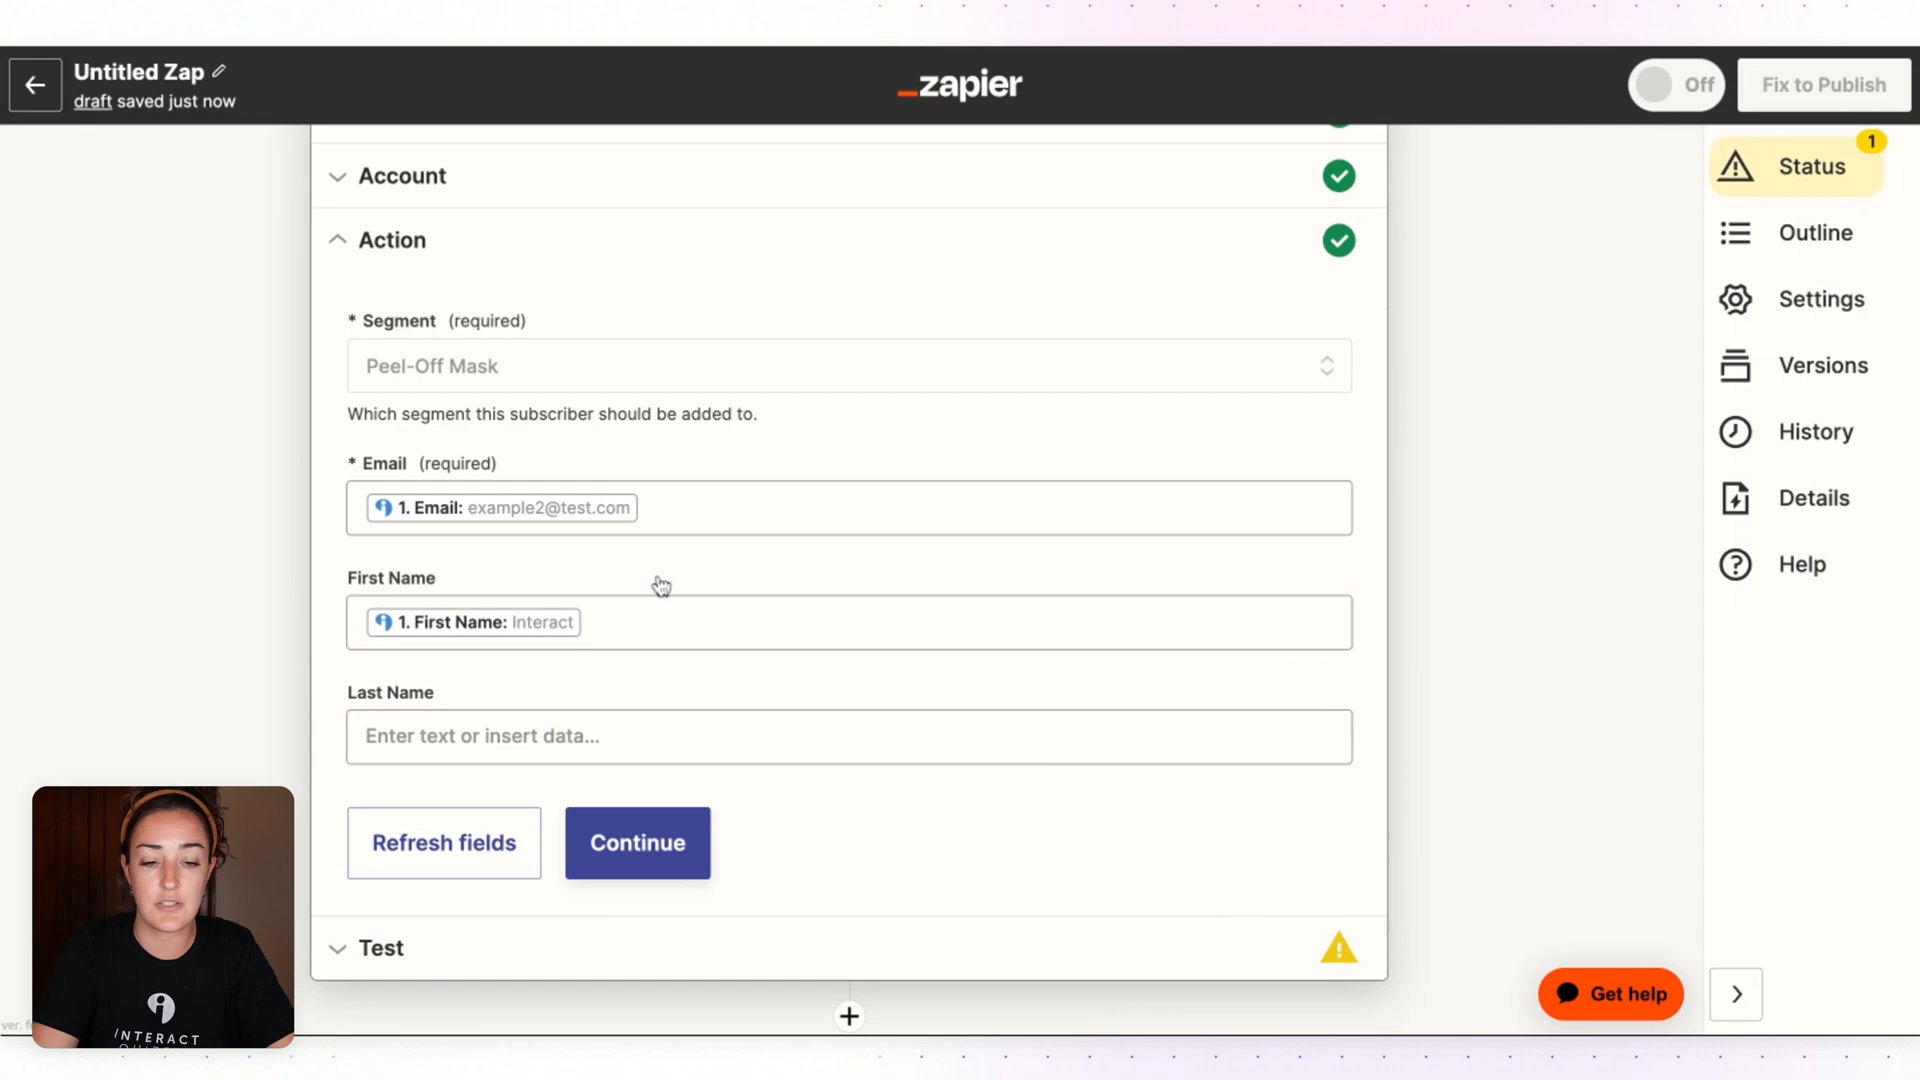 Untitled Zap
draft saved just now
zapier
Off
Fix to Publish
1
Status
Outline
Settings
Versions
History
Details
Help
Account
Action
* Segment (required)
Peel-Off Mask
Which segment this subscriber should be added to.
* Email (required)
1. Email: example2@test.com
First Name
1. First Name: Interact
Last Name
Enter text or insert data...
Refresh fields
Continue
Test
Get help
ver.
INTERACT